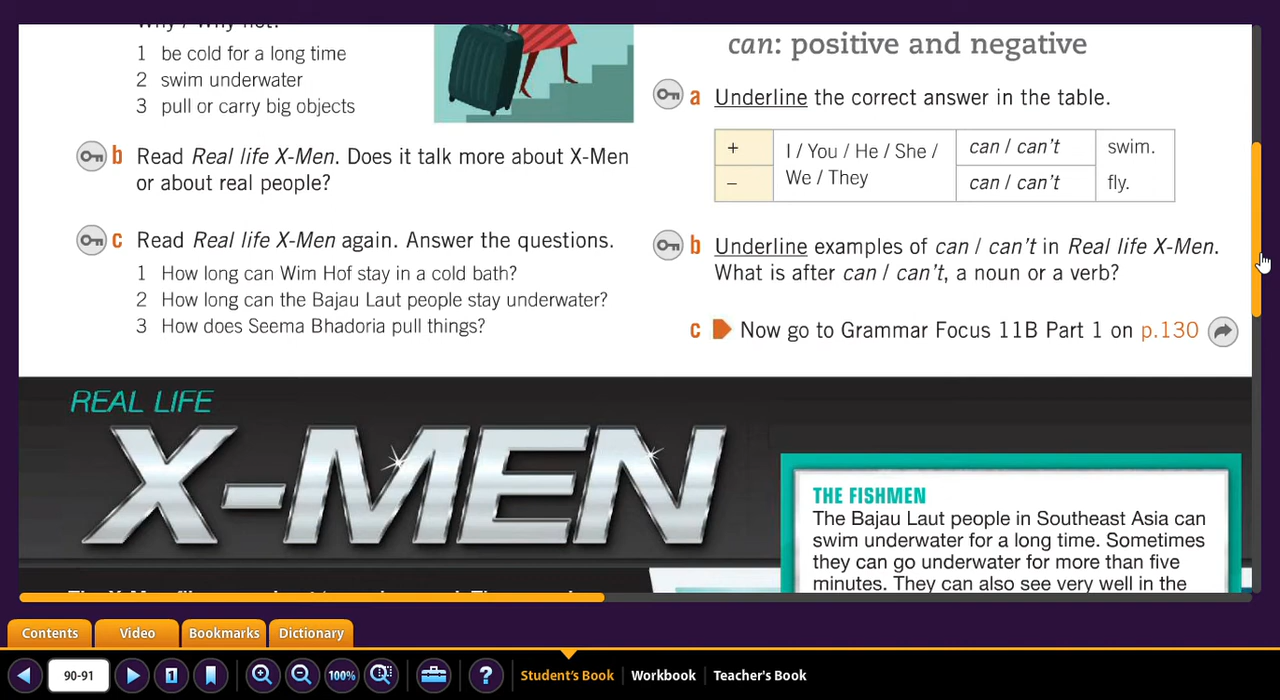 Why / Why not?
1 be cold for a long time
2 swim underwater
3 pull or carry big objects
b Read Real life X-Men. Does it talk more about X-Men
or about real people?
c Read Real life X-Men again. Answer the questions.
1 How long can Wim Hof stay in a cold bath?
2 How long can the Bajau Laut people stay underwater?
3 How does Seema Bhadoria pull things?
can: positive and negative
a Underline the correct answer in the table.
+ I / You / He / She / can / can't swim.
– We / They can / can't fly.
b Underline examples of can / can't in Real life X-Men.
What is after can / can't, a noun or a verb?
c Now go to Grammar Focus 11B Part 1 on p.130
REAL LIFE
X-MEN
THE FISHMEN
The Bajau Laut people in Southeast Asia can
swim underwater for a long time. Sometimes
they can go underwater for more than five
minutes. They can also see very well in the
Contents Video Bookmarks Dictionary
90-91 1 100% ? Student's Book Workbook Teacher's Book